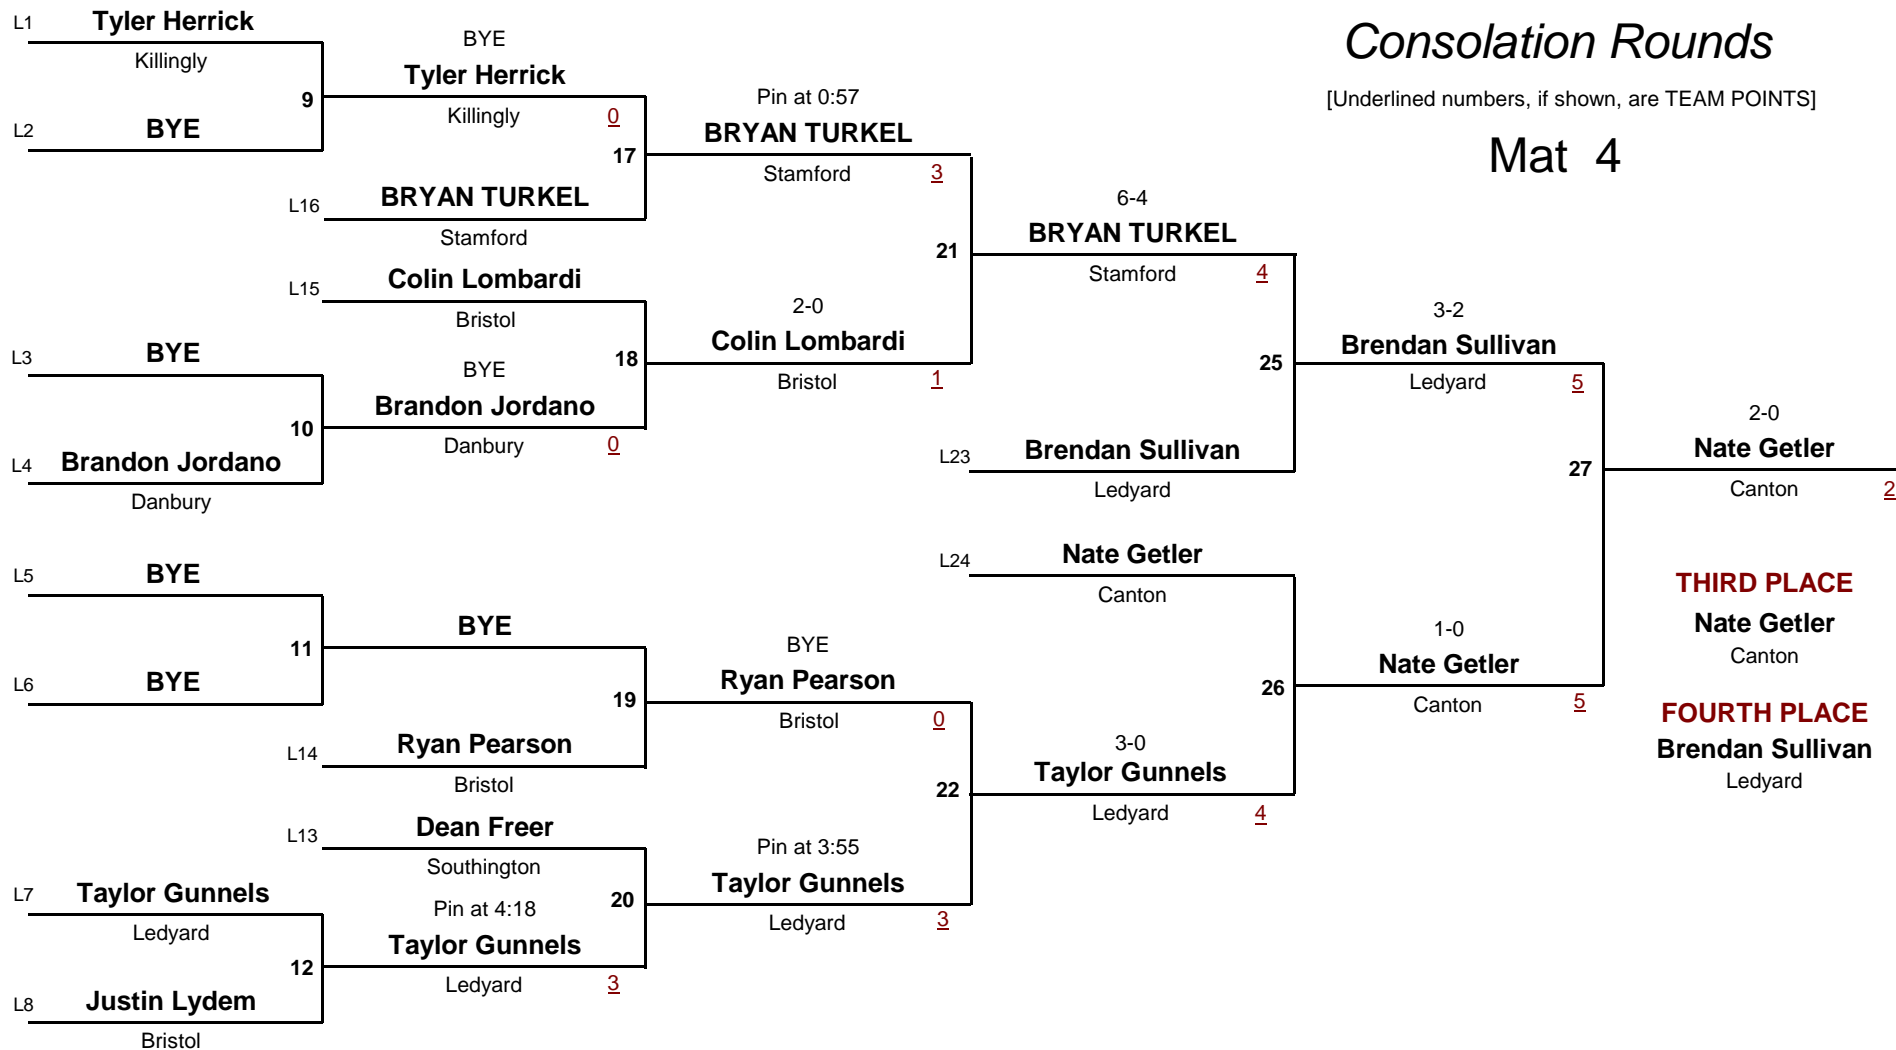 Consolation Rounds
[Underlined numbers, if shown, are TEAM POINTS]
Mat 4
L1 Tyler Herrick
Killingly
9
L2 BYE
BYE
Tyler Herrick
Killingly 0
17
L16 BRYAN TURKEL
Stamford
Pin at 0:57
BRYAN TURKEL
Stamford 3
21
L15 Colin Lombardi
Bristol
18
L3 BYE
10
L4 Brandon Jordano
Danbury
BYE
Brandon Jordano
Danbury 0
2-0
Colin Lombardi
Bristol 1
6-4
BRYAN TURKEL
Stamford 4
25
L23 Brendan Sullivan
Ledyard
3-2
Brendan Sullivan
Ledyard 5
27
2-0
Nate Getler
Canton 2
L5 BYE
11
L6 BYE
BYE
19
L14 Ryan Pearson
Bristol
BYE
Ryan Pearson
Bristol 0
22
L13 Dean Freer
Southington
20
L7 Taylor Gunnels
Ledyard
12
L8 Justin Lydem
Bristol
Pin at 4:18
Taylor Gunnels
Ledyard 3
Pin at 3:55
Taylor Gunnels
Ledyard 3
L24 Nate Getler
Canton
26
3-0
Taylor Gunnels
Ledyard 4
1-0
Nate Getler
Canton 5
THIRD PLACE
Nate Getler
Canton
FOURTH PLACE
Brendan Sullivan
Ledyard